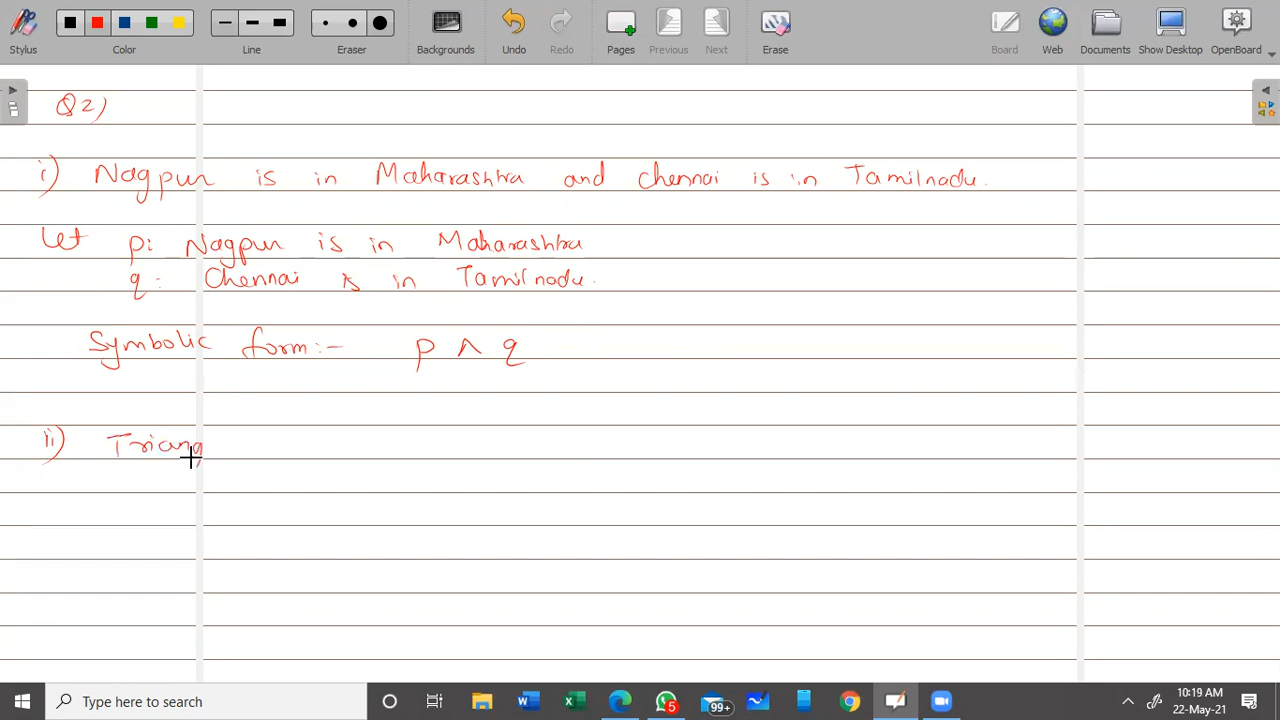 Stylus
Color
Line
Eraser
Backgrounds
Undo
Redo
Pages
Previous
Next
Erase
Board
Web
Documents
Show Desktop
OpenBoard
Q2)
i) Nagpur is in Maharashtra and Chennai is in Tamilnadu.
Let p: Nagpur is in Maharashtra
q: Chennai is in Tamilnadu.
Symbolic form:- p ∧ q
ii) Triang
Type here to search
5
99+
10:19 AM
22-May-21